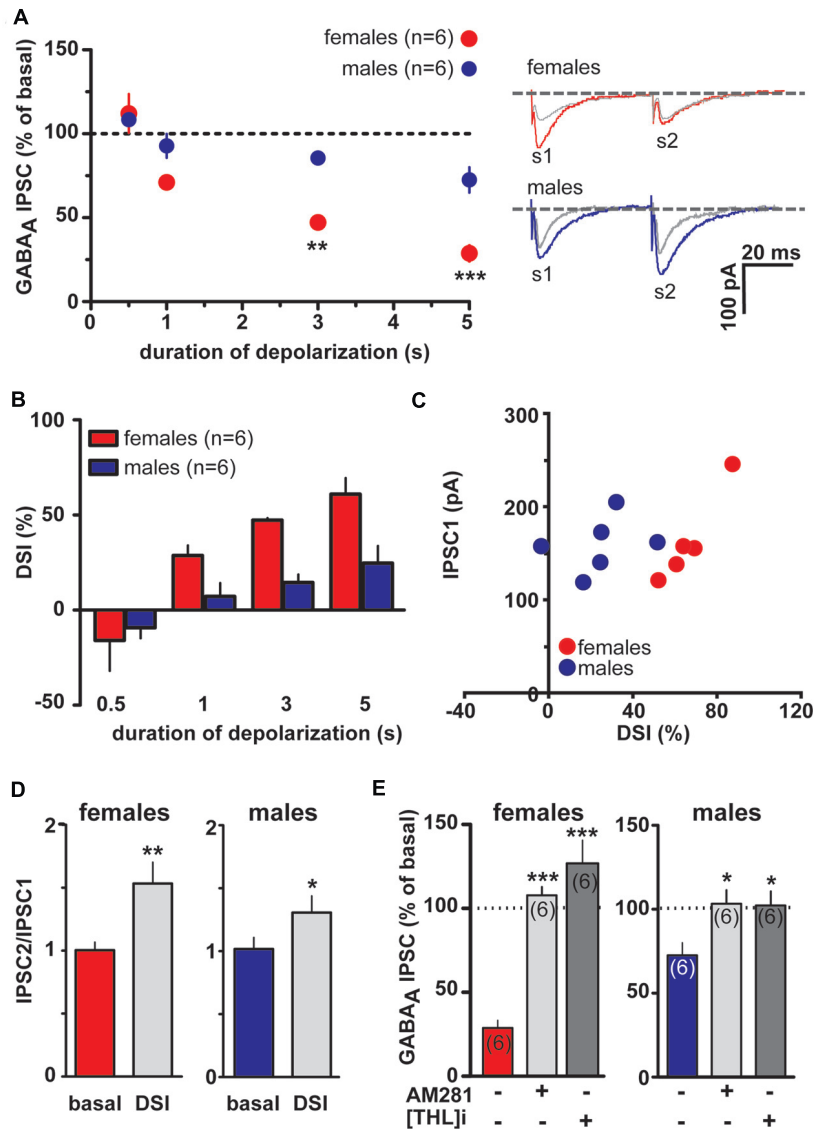 A
females (n=6)
males (n=6)
GABAA IPSC (% of basal)
150
100
50
0
**
***
0 1 2 3 4 5
duration of depolarization (s)
females
s1 s2
males
s1 s2
20 ms
100 pA
B
females (n=6)
males (n=6)
DSI (%)
100
50
0
-50
0.5 1 3 5
duration of depolarization (s)
C
IPSC1 (pA)
300
200
100
0
females
males
-40 0 40 80 120
DSI (%)
D
females
males
IPSC2/IPSC1
2
1
0
**
basal DSI
2
1
0
*
basal DSI
E
females
males
GABAA IPSC (% of basal)
150
100
50
0
*** ***
(6) (6) (6)
150
100
50
0
* *
(6) (6) (6)
AM281 - + - - + -
[THL]i - - + - - +